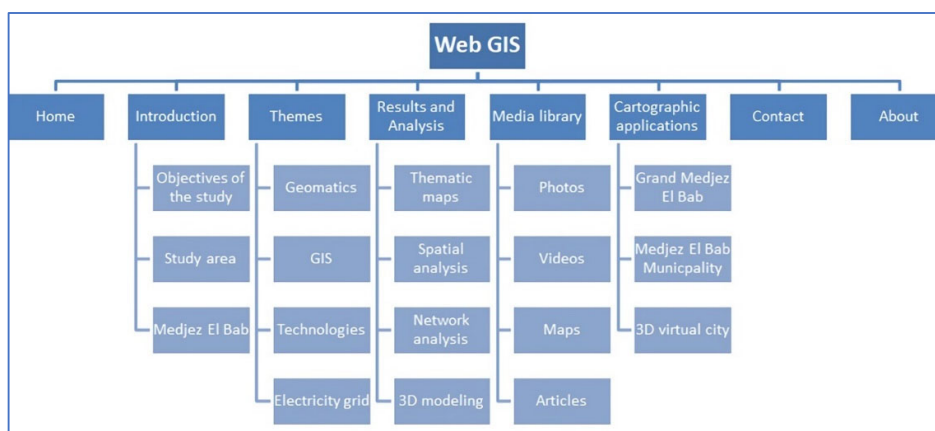 Web GIS
Home
Introduction
Themes
Results and
Analysis
Media library
Cartographic
applications
Contact
About
Objectives of
the study
Study area
Medjez El Bab
Geomatics
GIS
Technologies
Electricity grid
Thematic
maps
Spatial
analysis
Network
analysis
3D modeling
Photos
Videos
Maps
Articles
Grand Medjez
El Bab
Medjez El Bab
Municpality
3D virtual city